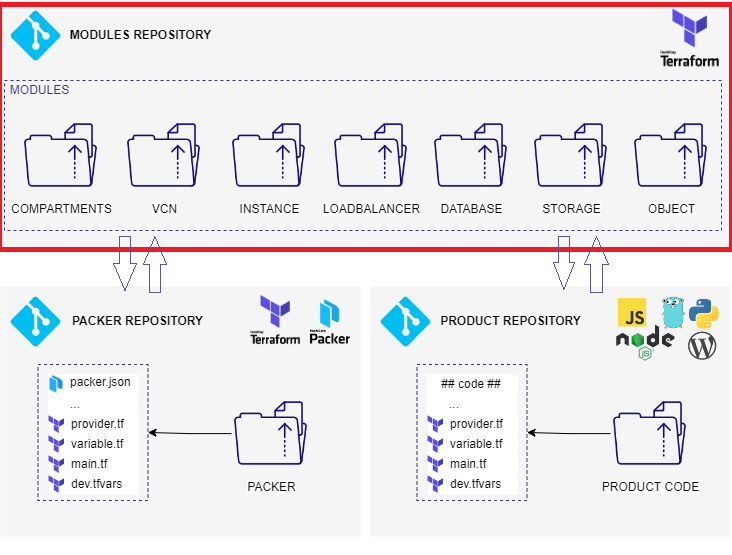 MODULES REPOSITORY
HashiCorp
Terraform
MODULES
COMPARTMENTS
VCN
INSTANCE
LOADBALANCER
DATABASE
STORAGE
OBJECT
PACKER REPOSITORY
HashiCorp
Terraform
HashiCorp
Packer
packer.json
...
provider.tf
variable.tf
main.tf
dev.tfvars
PACKER
PRODUCT REPOSITORY
JS
node
JS
W
## code ##
...
provider.tf
variable.tf
main.tf
dev.tfvars
PRODUCT CODE